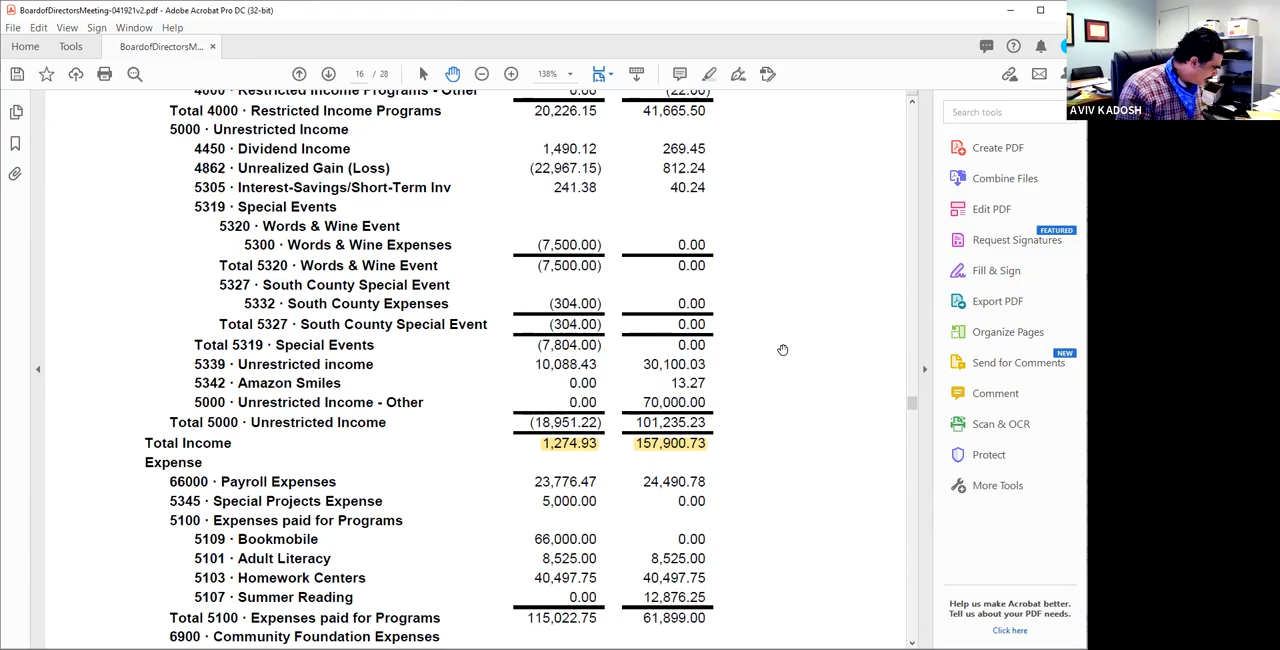 BoardofDirectorsMeeting-041921v2.pdf - Adobe Acrobat Pro DC (32-bit)
File Edit View Sign Window Help
Home Tools BoardofDirectorsM... ×
16 / 28 138%
4000 · Restricted Income Programs - Other 0.00 (22.00)
Total 4000 · Restricted Income Programs 20,226.15 41,665.50
5000 · Unrestricted Income
4450 · Dividend Income 1,490.12 269.45
4862 · Unrealized Gain (Loss) (22,967.15) 812.24
5305 · Interest-Savings/Short-Term Inv 241.38 40.24
5319 · Special Events
5320 · Words & Wine Event
5300 · Words & Wine Expenses (7,500.00) 0.00
Total 5320 · Words & Wine Event (7,500.00) 0.00
5327 · South County Special Event
5332 · South County Expenses (304.00) 0.00
Total 5327 · South County Special Event (304.00) 0.00
Total 5319 · Special Events (7,804.00) 0.00
5339 · Unrestricted income 10,088.43 30,100.03
5342 · Amazon Smiles 0.00 13.27
5000 · Unrestricted Income - Other 0.00 70,000.00
Total 5000 · Unrestricted Income (18,951.22) 101,235.23
Total Income 1,274.93 157,900.73
Expense
66000 · Payroll Expenses 23,776.47 24,490.78
5345 · Special Projects Expense 5,000.00 0.00
5100 · Expenses paid for Programs
5109 · Bookmobile 66,000.00 0.00
5101 · Adult Literacy 8,525.00 8,525.00
5103 · Homework Centers 40,497.75 40,497.75
5107 · Summer Reading 0.00 12,876.25
Total 5100 · Expenses paid for Programs 115,022.75 61,899.00
6900 · Community Foundation Expenses
Search tools
Create PDF
Combine Files
Edit PDF
FEATURED
Request Signatures
Fill & Sign
Export PDF
Organize Pages
NEW
Send for Comments
Comment
Scan & OCR
Protect
More Tools
Help us make Acrobat better.
Tell us about your PDF needs.
Click here
AVIV KADOSH